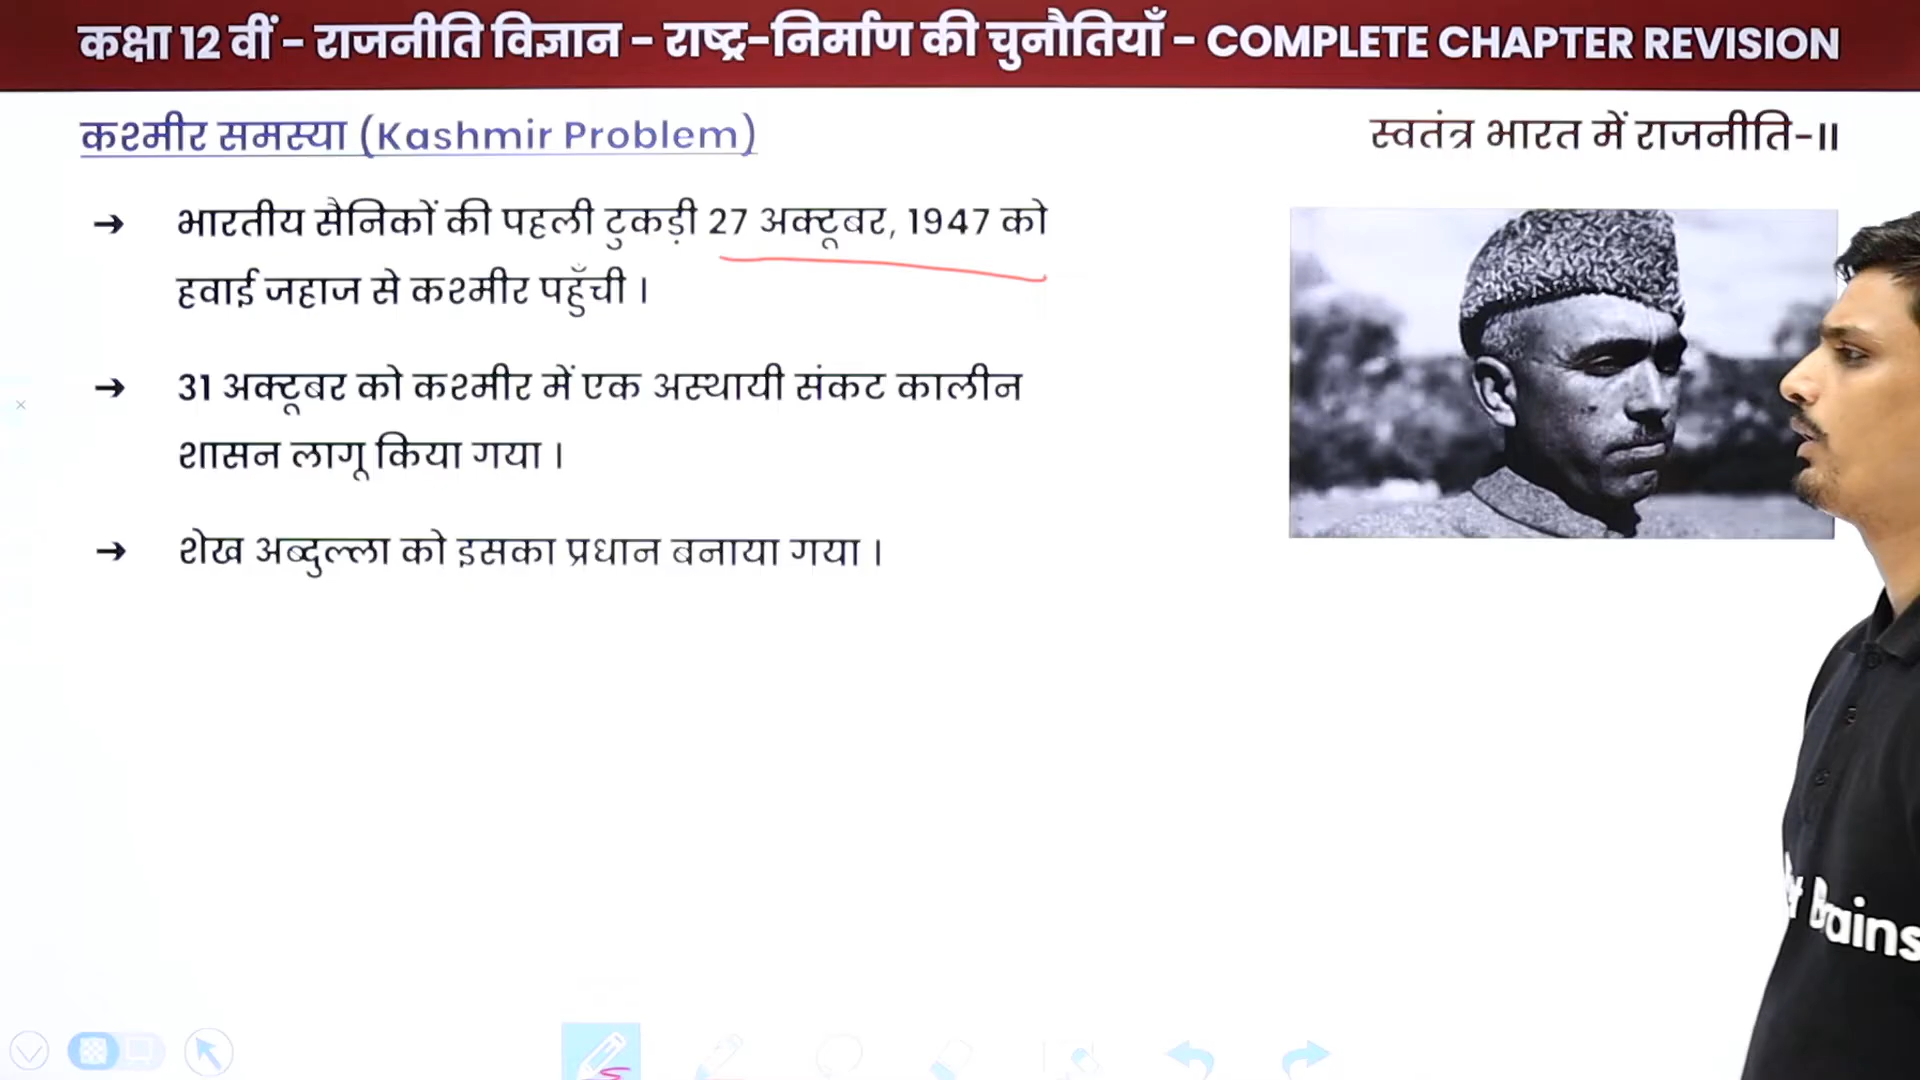 कक्षा 12 वीं - राजनीति विज्ञान - राष्ट्र-निर्माण की चुनौतियाँ - COMPLETE CHAPTER REVISION
कश्मीर समस्या (Kashmir Problem)
स्वतंत्र भारत में राजनीति-II
➔ भारतीय सैनिकों की पहली टुकड़ी 27 अक्टूबर, 1947 को
हवाई जहाज से कश्मीर पहुँची ।
➔ 31 अक्टूबर को कश्मीर में एक अस्थायी संकट कालीन
शासन लागू किया गया ।
➔ शेख अब्दुल्ला को इसका प्रधान बनाया गया ।
Brains